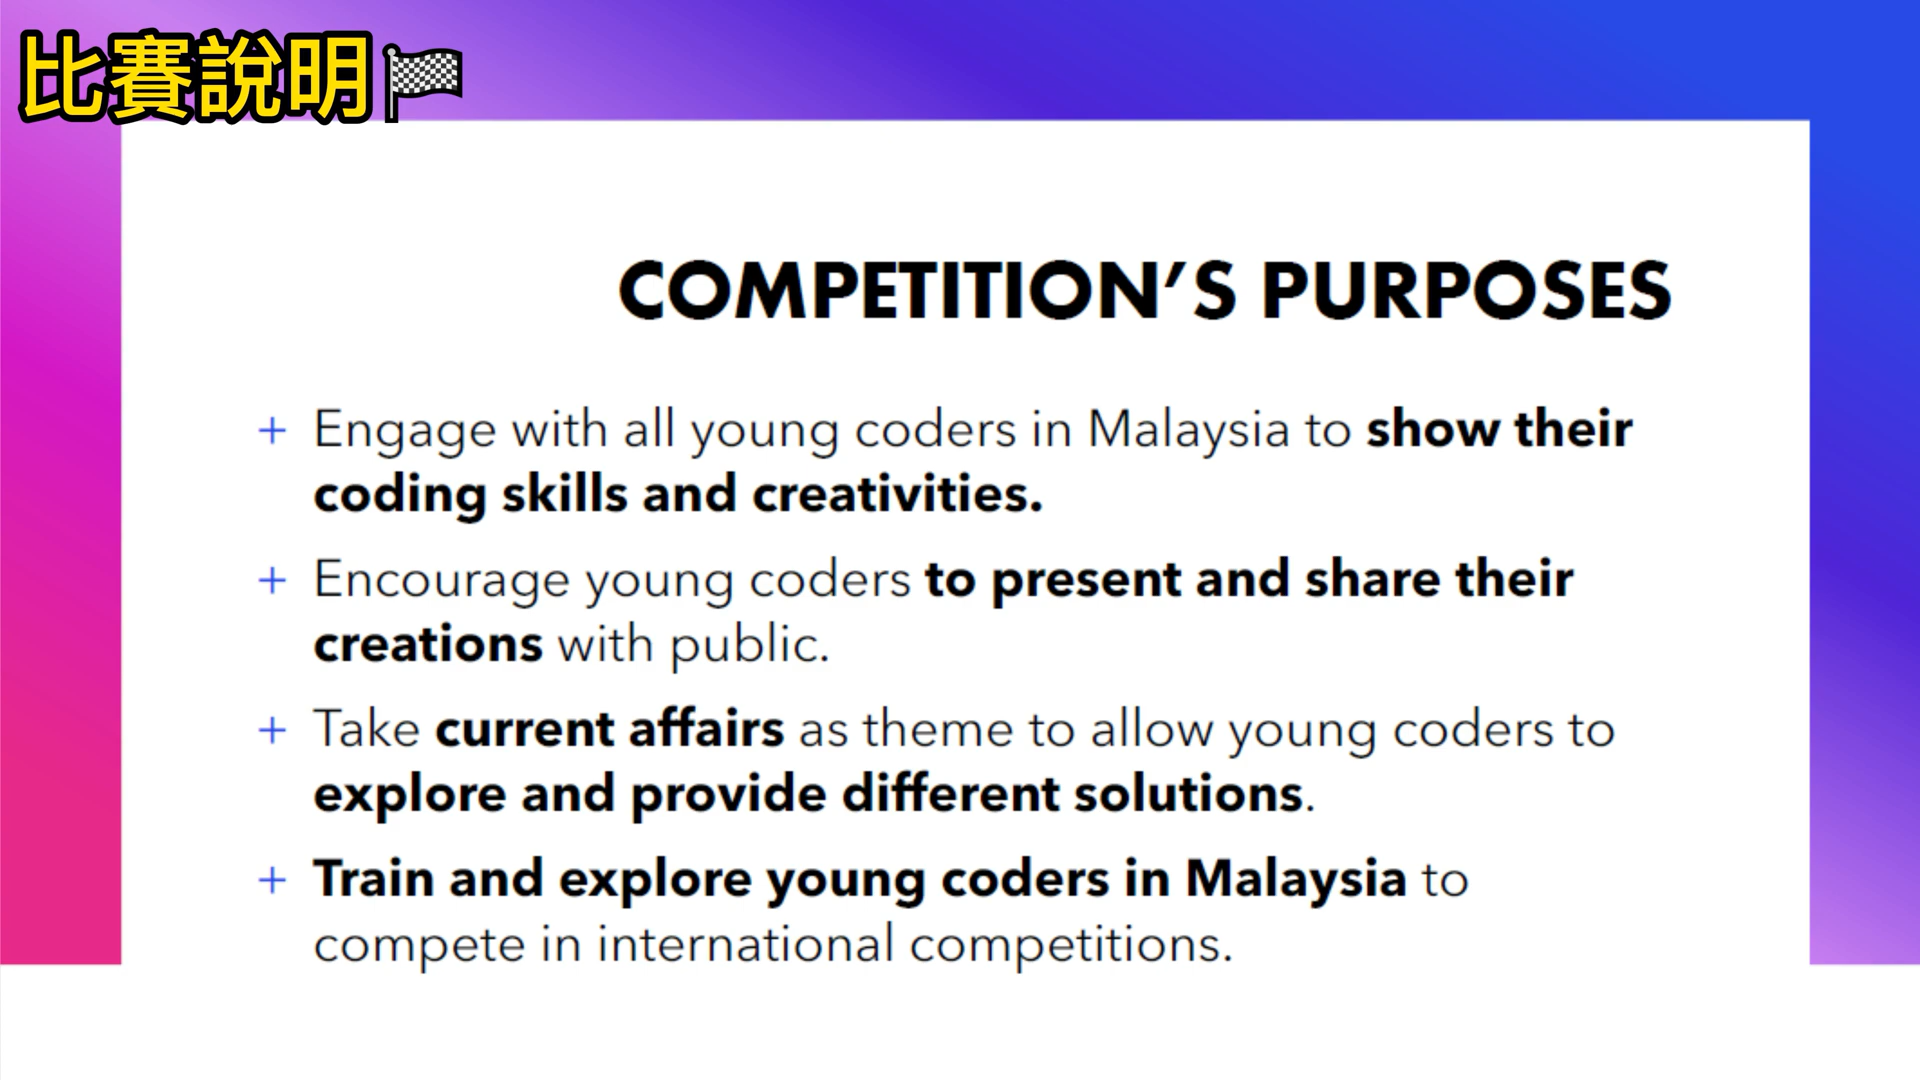 比賽說明🏁
COMPETITION’S PURPOSES
+ Engage with all young coders in Malaysia to show their
coding skills and creativities.
+ Encourage young coders to present and share their
creations with public.
+ Take current affairs as theme to allow young coders to
explore and provide different solutions.
+ Train and explore young coders in Malaysia to
compete in international competitions.